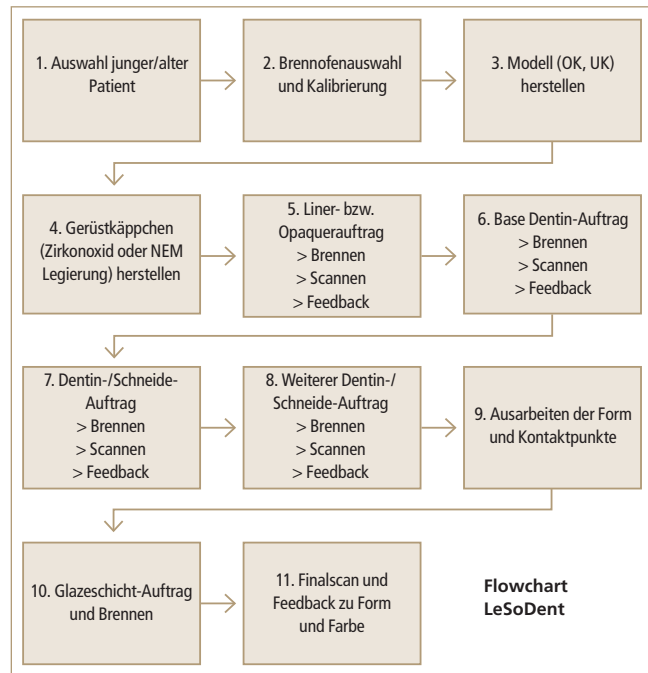 1. Auswahl junger/alter
Patient
2. Brennofenauswahl
und Kalibrierung
3. Modell (OK, UK)
herstellen
4. Gerüstkäppchen
(Zirkonoxid oder NEM
Legierung) herstellen
5. Liner- bzw.
Opaquerauftrag
> Brennen
> Scannen
> Feedback
6. Base Dentin-Auftrag
> Brennen
> Scannen
> Feedback
7. Dentin-/Schneide-
Auftrag
> Brennen
> Scannen
> Feedback
8. Weiterer Dentin-/
Schneide-Auftrag
> Brennen
> Scannen
> Feedback
9. Ausarbeiten der Form
und Kontaktpunkte
10. Glazeschicht-Auftrag
und Brennen
11. Finalscan und
Feedback zu Form
und Farbe
Flowchart
LeSoDent